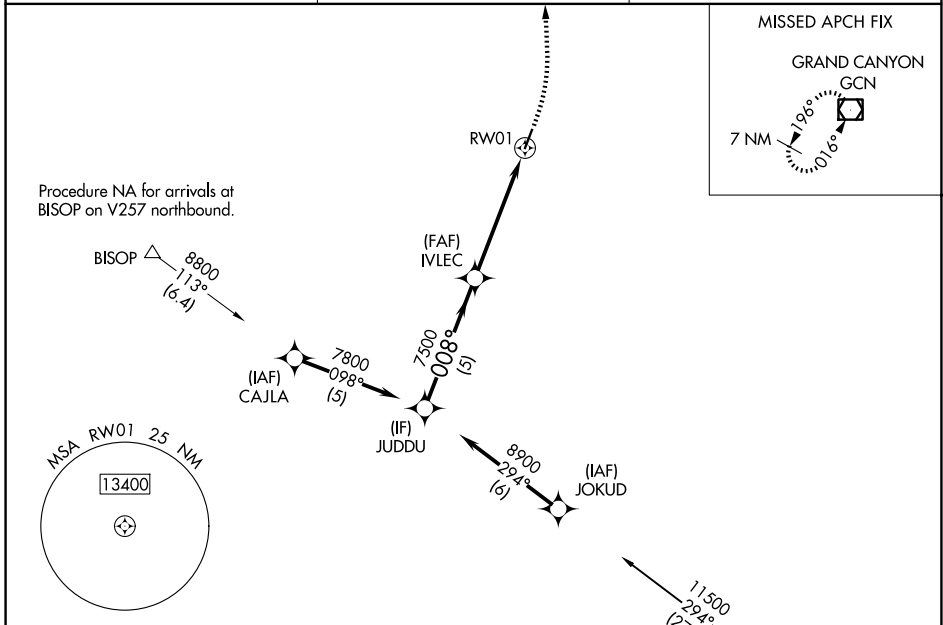 MISSED APCH FIX
GRAND CANYON
GCN
196°
016°
7 NM
RW01
Procedure NA for arrivals at
BISOP on V257 northbound.
BISOP
8800
113°
(6.4)
(FAF)
IVLEC
7500
008°
(5)
7800
098°
(5)
(IAF)
CAJLA
(IF)
JUDDU
8900
294°
(6)
(IAF)
JOKUD
MSA RW01 25 NM
13400
11500
294°